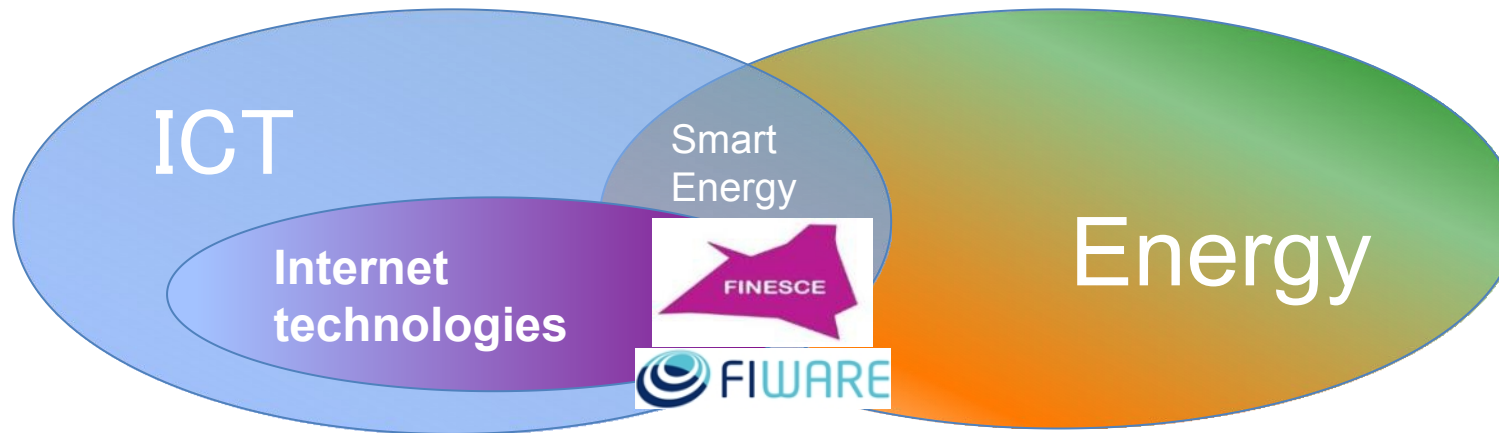 ICT
Smart
Energy
Internet
technologies
FINESCE
FIWARE
Energy